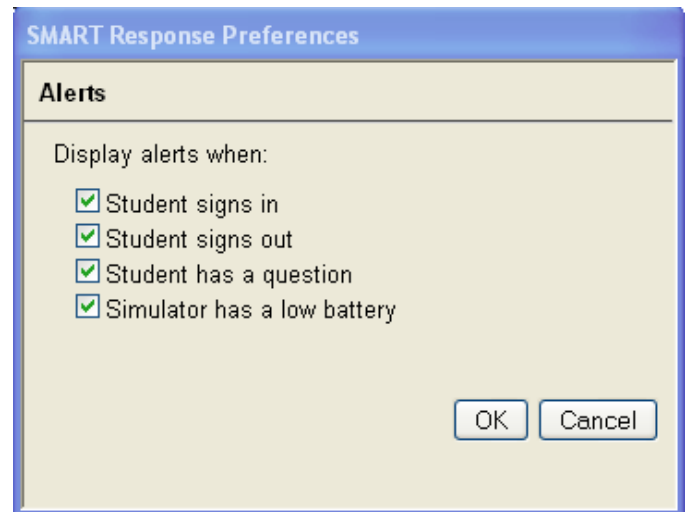 SMART Response Preferences
Alerts
Display alerts when:
Student signs in
Student signs out
Student has a question
Simulator has a low battery
OK Cancel